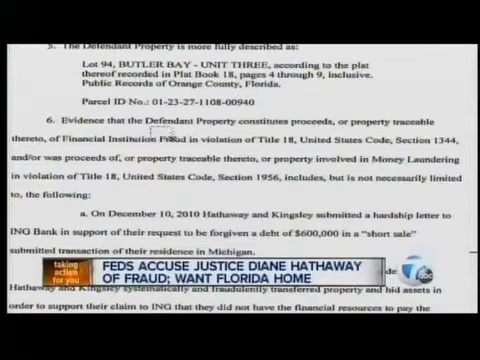 5. The Defendant Property is more fully described as:
Lot 94, BUTLER BAY - UNIT THREE, according to the plat
thereof recorded in Plat Book 18, pages 4 through 9, inclusive.
Public Records of Orange County, Florida.
Parcel ID No.: 01-23-27-1108-00940
6. Evidence that the Defendant Property constitutes proceeds, or property traceable
thereto, of Financial Institution Fraud in violation of Title 18, United States Code, Section 1344,
and/or was proceeds of, or property traceable thereto, or property involved in Money Laundering
in violation of Title 18, United States Code, Section 1956, includes, but is not necessarily limited
to, the following:
a. On December 10, 2010 Hathaway and Kingsley submitted a hardship letter to
ING Bank in support of their request to be forgiven a debt of $600,000 in a "short sale"
submitted transaction of their residence in Michigan.
taking
action
for you
FEDS ACCUSE JUSTICE DIANE HATHAWAY
OF FRAUD; WANT FLORIDA HOME
7 abc
Hathaway and Kingsley systematically and fraudulently transferred property and hid assets in
order to support their claim to ING that they did not have the financial resources to pay the